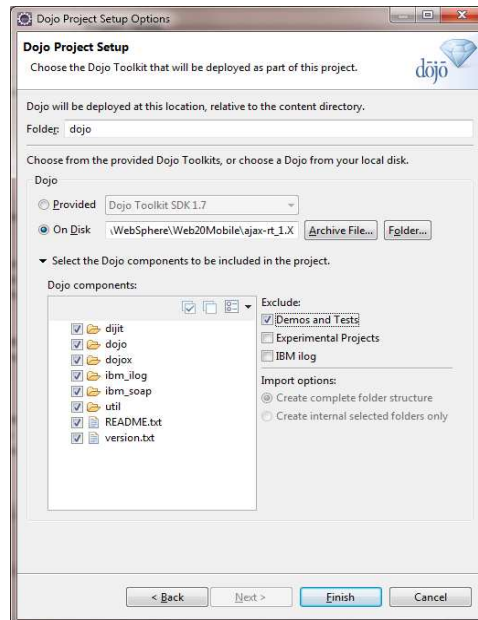 Dojo Project Setup Options
Dojo Project Setup
Choose the Dojo Toolkit that will be deployed as part of this project.
dōjō
Dojo will be deployed at this location, relative to the content directory.
Folder: dojo
Choose from the provided Dojo Toolkits, or choose a Dojo from your local disk.
Dojo
Provided Dojo Toolkit SDK 1.7
On Disk \WebSphere\Web20Mobile\ajax-rt_1.X Archive File... Folder...
Select the Dojo components to be included in the project.
Dojo components:
Exclude:
Demos and Tests
Experimental Projects
IBM ilog
Import options:
Create complete folder structure
Create internal selected folders only
dijit
dojo
dojox
ibm_ilog
ibm_soap
util
README.txt
version.txt
< Back Next > Finish Cancel